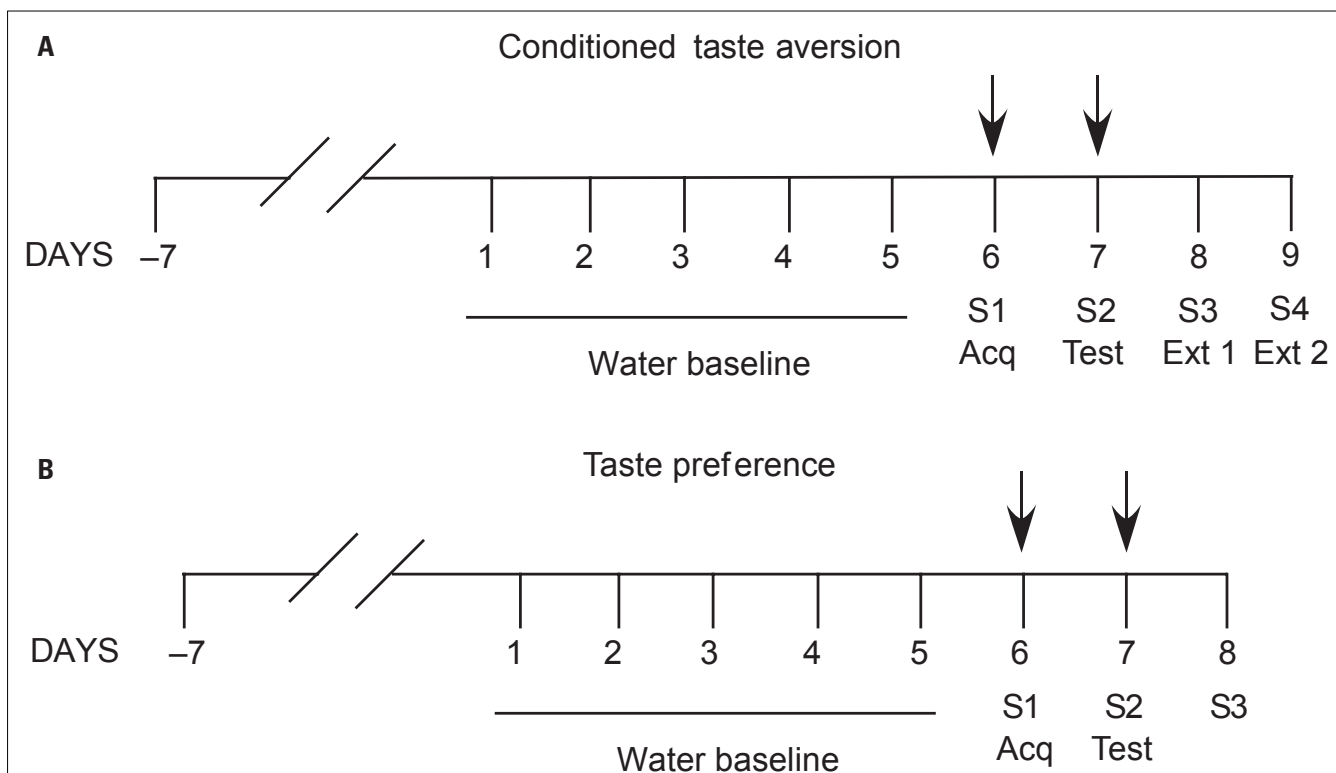 A
Conditioned taste aversion
DAYS –7 1 2 3 4 5 6 7 8 9
S1 S2 S3 S4
Acq Test Ext 1 Ext 2
Water baseline
B
Taste preference
DAYS –7 1 2 3 4 5 6 7 8
S1 S2 S3
Acq Test
Water baseline